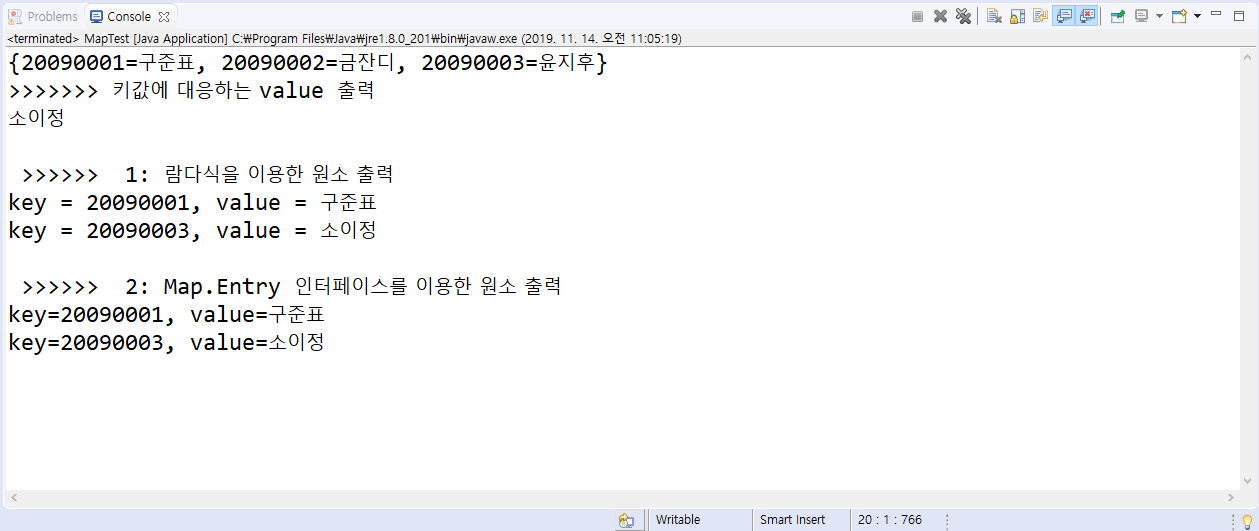 Problems Console
<terminated> MapTest [Java Application] C:₩Program Files₩Java₩jre1.8.0_201₩bin₩javaw.exe (2019. 11. 14. 오전 11:05:19)
{20090001=구준표, 20090002=금잔디, 20090003=윤지후}
>>>>>>> 키값에 대응하는 value 출력
소이정
>>>>>> 1: 람다식을 이용한 원소 출력
key = 20090001, value = 구준표
key = 20090003, value = 소이정
>>>>>> 2: Map.Entry 인터페이스를 이용한 원소 출력
key=20090001, value=구준표
key=20090003, value=소이정
Writable Smart Insert 20 : 1 : 766